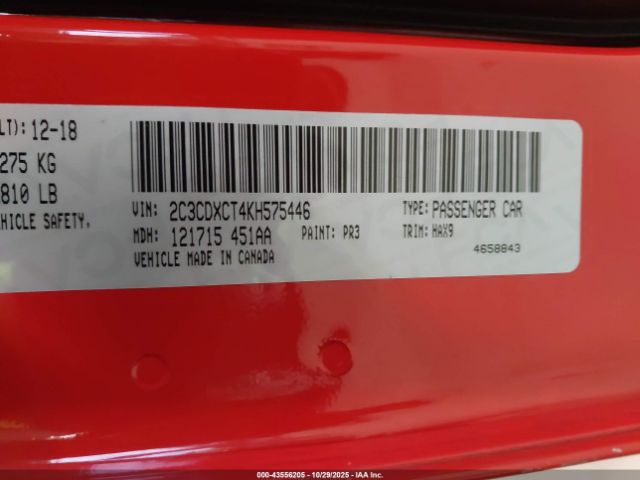 LT): 12-18
275 KG
810 LB
EHICLE SAFETY.
VIN: 2C3CDXCT4KH575446 TYPE: PASSENGER CAR
MDH: 121715 451AA PAINT: PR3 TRIM: HAX9
VEHICLE MADE IN CANADA 4658843
000-43556205 - 10/29/2025 - IAA Inc.